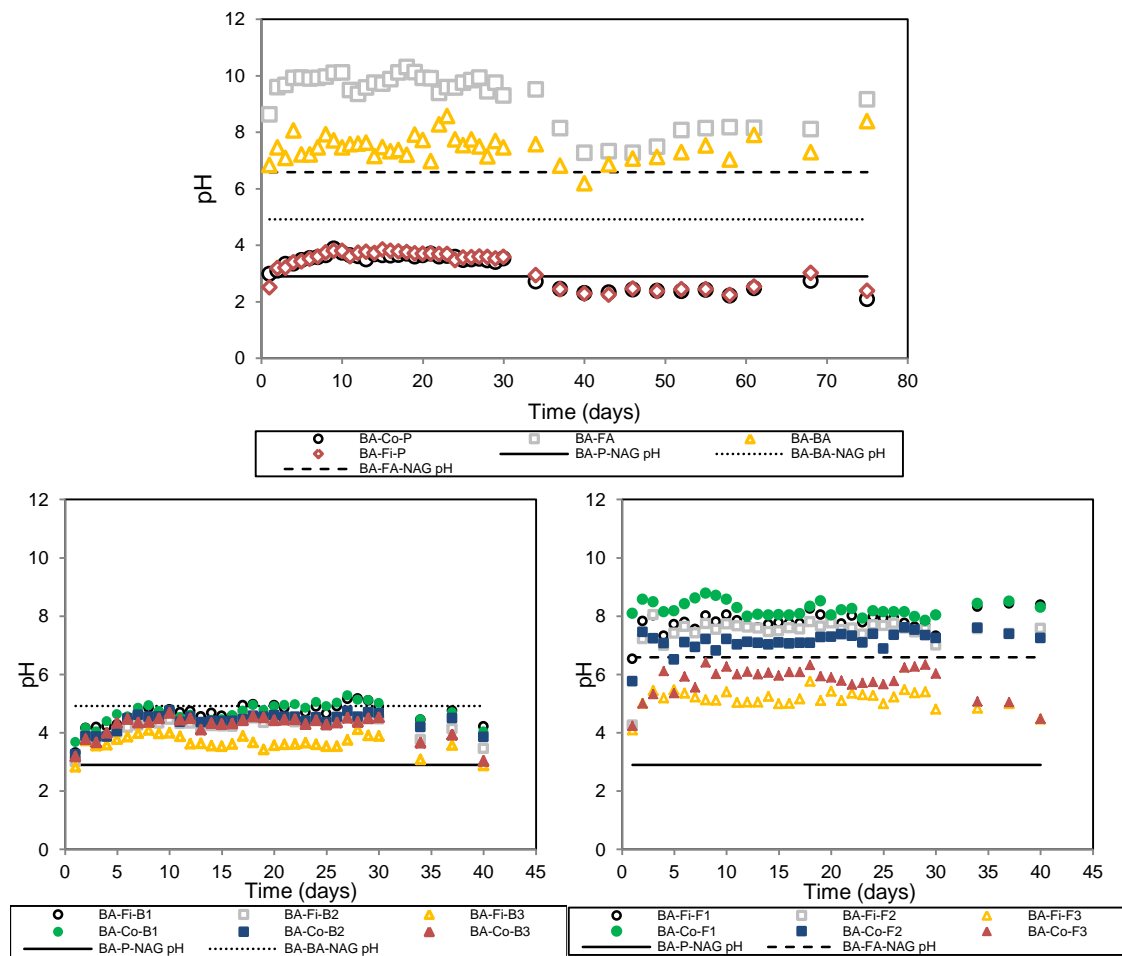 12
10
8
6
4
2
0
pH
0 10 20 30 40 50 60 70 80
Time (days)
BA-Co-P BA-FA BA-BA
BA-Fi-P BA-P-NAG pH BA-BA-NAG pH
BA-FA-NAG pH
12
10
8
6
4
2
0
pH
0 5 10 15 20 25 30 35 40 45
Time (days)
BA-Fi-B1 BA-Fi-B2 BA-Fi-B3
BA-Co-B1 BA-Co-B2 BA-Co-B3
BA-P-NAG pH BA-BA-NAG pH
12
10
8
6
4
2
0
pH
0 5 10 15 20 25 30 35 40 45
Time (days)
BA-Fi-F1 BA-Fi-F2 BA-Fi-F3
BA-Co-F1 BA-Co-F2 BA-Co-F3
BA-P-NAG pH BA-FA-NAG pH